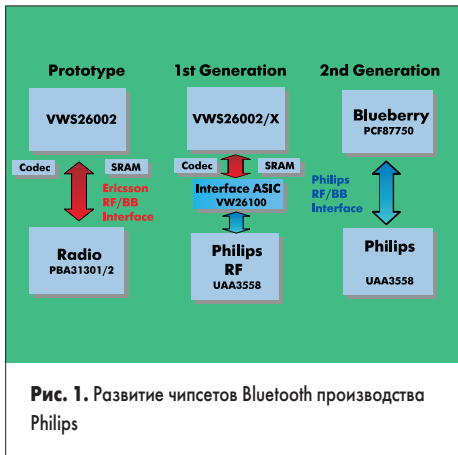 Prototype
1st Generation
2nd Generation
VWS26002
VWS26002/X
Blueberry
PCF87750
Codec
SRAM
Codec
SRAM
Ericsson
RF/BB
Interface
Interface ASIC
VW26100
Philips
RF/BB
Interface
Radio
PBA31301/2
Philips
RF
UAA3558
Philips
UAA3558
Рис. 1. Развитие чипсетов Bluetooth производства
Philips